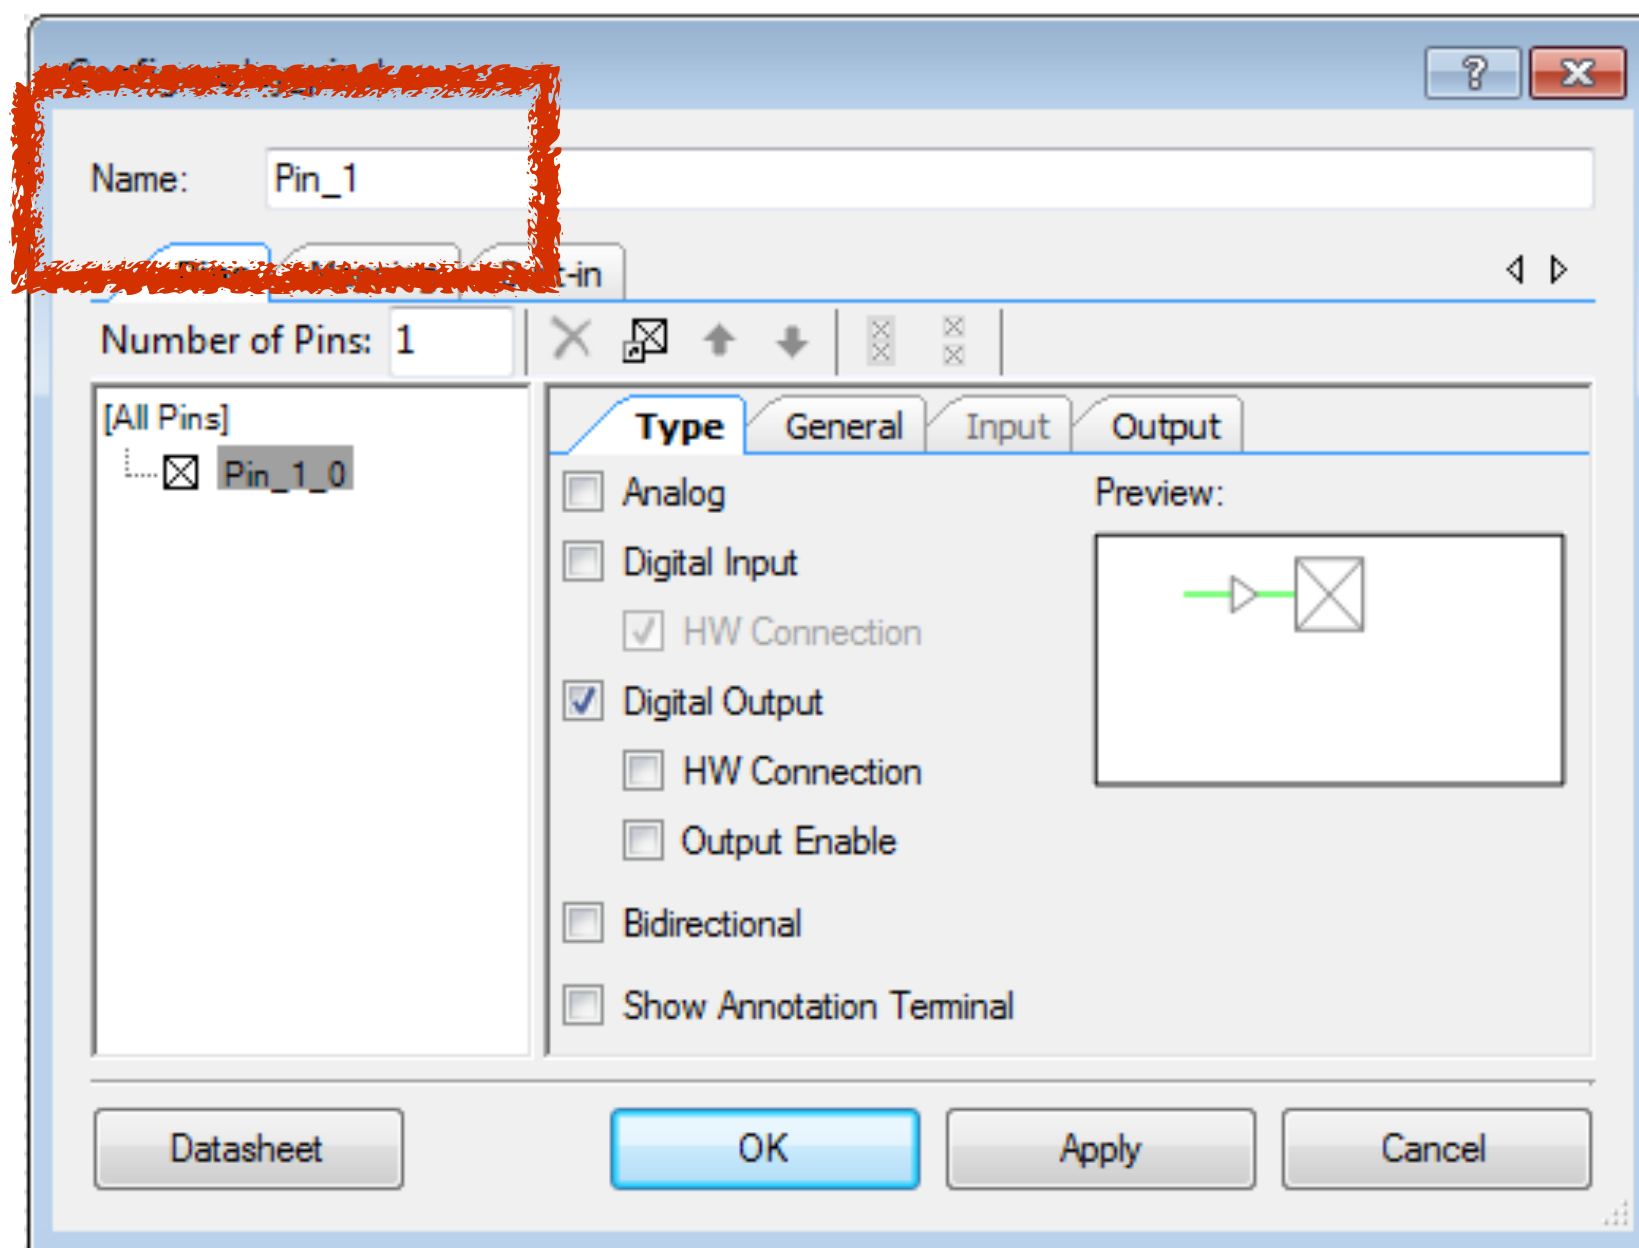 Name: Pin_1
Number of Pins: 1
[All Pins]
Pin_1_0
Type General Input Output
Analog
Preview:
Digital Input
HW Connection
Digital Output
HW Connection
Output Enable
Bidirectional
Show Annotation Terminal
Datasheet OK Apply Cancel